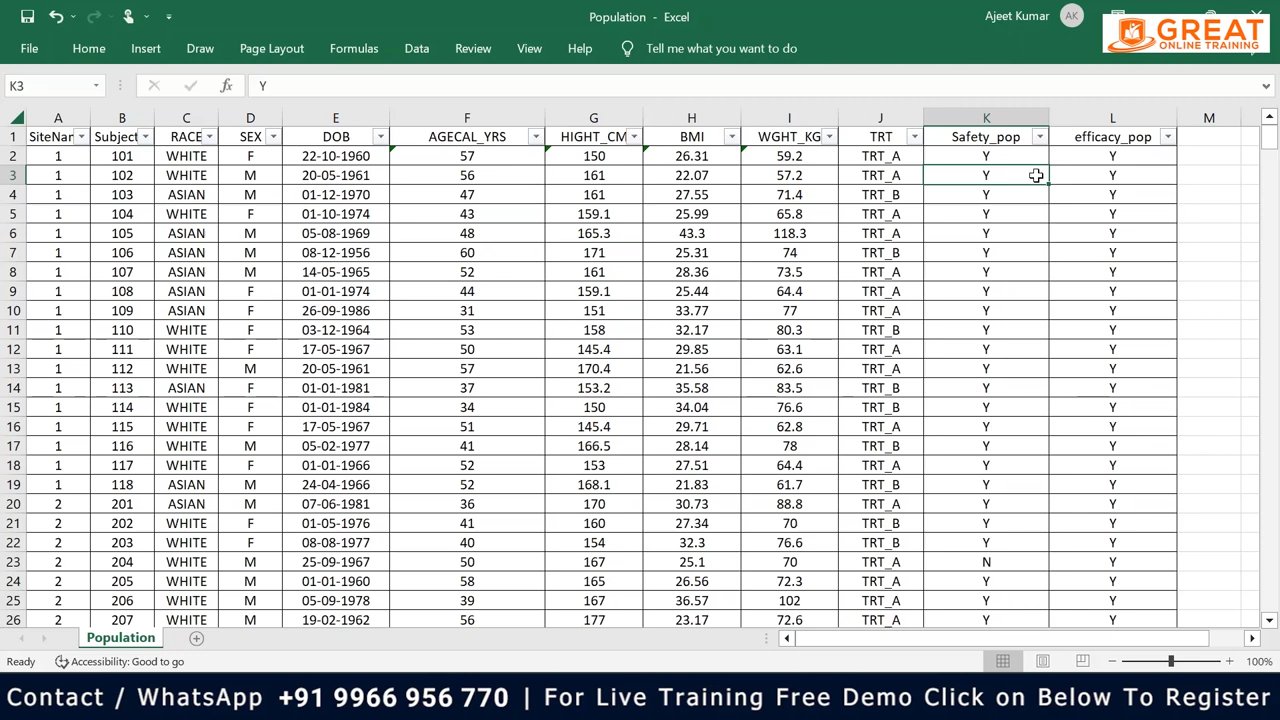 Population - Excel
Ajeet Kumar AK
GREAT
ONLINE TRAINING
File Home Insert Draw Page Layout Formulas Data Review View Help Tell me what you want to do
K3 fx Y
A B C D E F G H I J K L M
1 SiteNan Subject RACE SEX DOB AGECAL_YRS HIGHT_CM BMI WGHT_KG TRT Safety_pop efficacy_pop
2 1 101 WHITE F 22-10-1960 57 150 26.31 59.2 TRT_A Y Y
3 1 102 WHITE M 20-05-1961 56 161 22.07 57.2 TRT_A Y Y
4 1 103 ASIAN M 01-12-1970 47 161 27.55 71.4 TRT_B Y Y
5 1 104 ASIAN F 01-10-1974 43 159.1 25.99 65.8 TRT_A Y Y
6 1 105 ASIAN M 05-08-1969 48 165.3 43.3 118.3 TRT_A Y Y
7 1 106 ASIAN M 08-12-1956 60 171 25.31 74 TRT_B Y Y
8 1 107 ASIAN M 14-05-1965 52 161 28.36 73.5 TRT_A Y Y
9 1 108 ASIAN F 01-01-1974 44 159.1 25.44 64.4 TRT_A Y Y
10 1 109 ASIAN F 26-09-1986 31 151 33.77 77 TRT_A Y Y
11 1 110 WHITE F 03-12-1964 53 158 32.17 80.3 TRT_B Y Y
12 1 111 WHITE F 17-05-1967 50 145.4 29.85 63.1 TRT_A Y Y
13 1 112 WHITE M 20-05-1961 56 170.4 21.56 62.6 TRT_A Y Y
14 1 113 ASIAN F 01-01-1981 37 153.2 35.58 83.5 TRT_B Y Y
15 1 114 WHITE F 01-01-1984 34 150 34.04 76.6 TRT_B Y Y
16 1 115 WHITE F 17-05-1967 51 145.4 29.71 62.8 TRT_A Y Y
17 1 116 WHITE M 05-02-1977 41 166.5 28.14 78 TRT_B Y Y
18 1 117 WHITE F 01-01-1966 52 153 27.51 64.4 TRT_A Y Y
19 1 118 ASIAN M 24-04-1966 52 168.1 21.83 61.7 TRT_B Y Y
20 2 201 ASIAN M 07-06-1981 36 170 30.73 88.8 TRT_A Y Y
21 2 202 WHITE F 01-05-1976 41 160 27.34 70 TRT_B Y Y
22 2 203 WHITE F 08-08-1977 40 154 32.3 76.6 TRT_B Y Y
23 2 204 WHITE M 25-09-1967 50 167 25.1 70 TRT_A N Y
24 2 205 WHITE M 01-01-1960 58 165 26.56 72.3 TRT_A Y Y
25 2 206 WHITE M 05-09-1978 39 167 36.57 102 TRT_A Y Y
26 2 207 WHITE M 19-02-1962 56 177 23.17 72.6 TRT_A Y Y
Population
Ready Accessibility: Good to go 100%
Contact / WhatsApp +91 9966 956 770 | For Live Training Free Demo Click on Below To Register